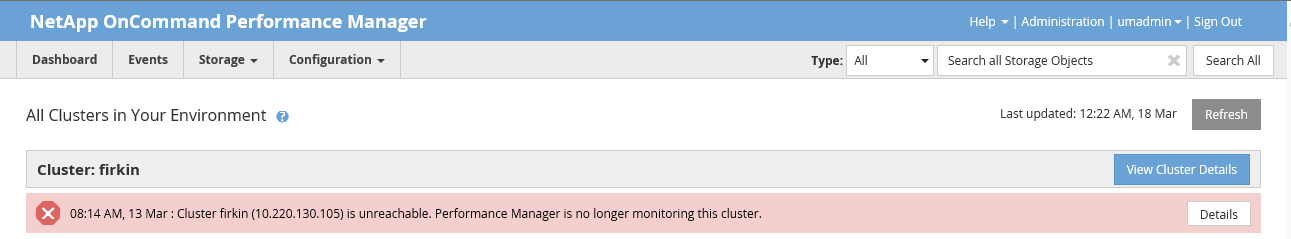 NetApp OnCommand Performance Manager
Help | Administration | umadmin | Sign Out
Dashboard Events Storage Configuration Type: All Search all Storage Objects Search All
All Clusters in Your Environment ? Last updated: 12:22 AM, 18 Mar Refresh
Cluster: firkin View Cluster Details
08:14 AM, 13 Mar : Cluster firkin (10.220.130.105) is unreachable. Performance Manager is no longer monitoring this cluster. Details